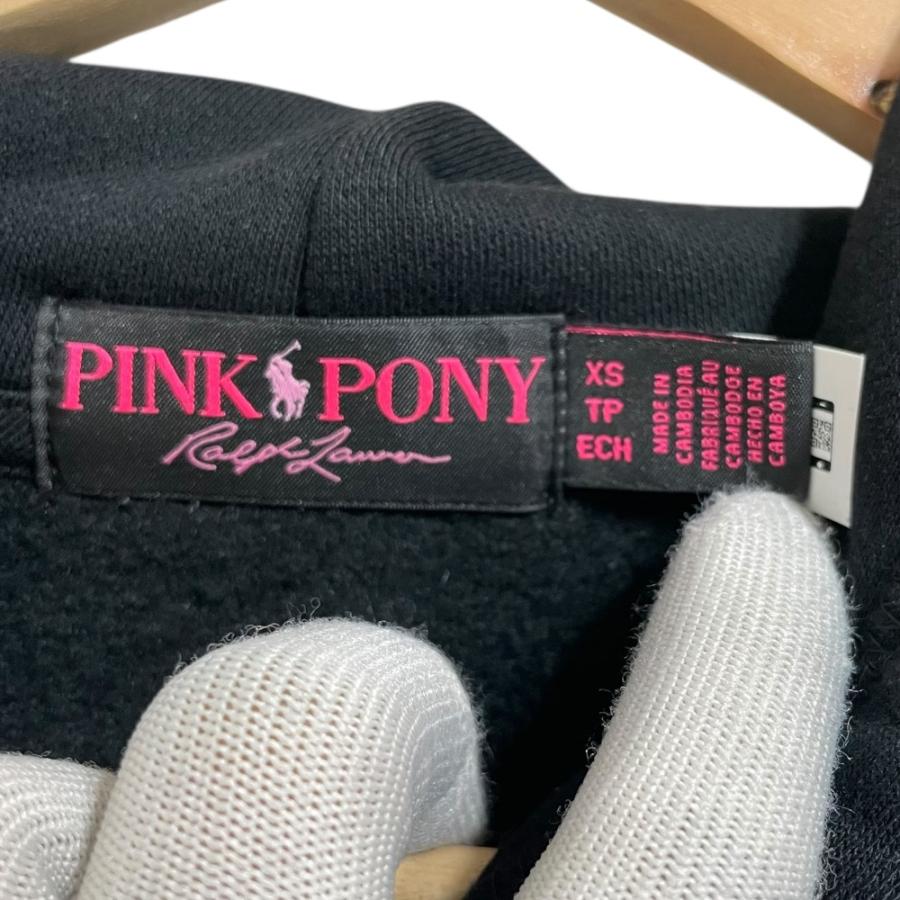 PINK PONY
Ralph Lauren
XS
TP
ECH
MADE IN
CAMBODIA
FABRIQUÉ AU
CAMBODGE
HECHO EN
CAMBOYA